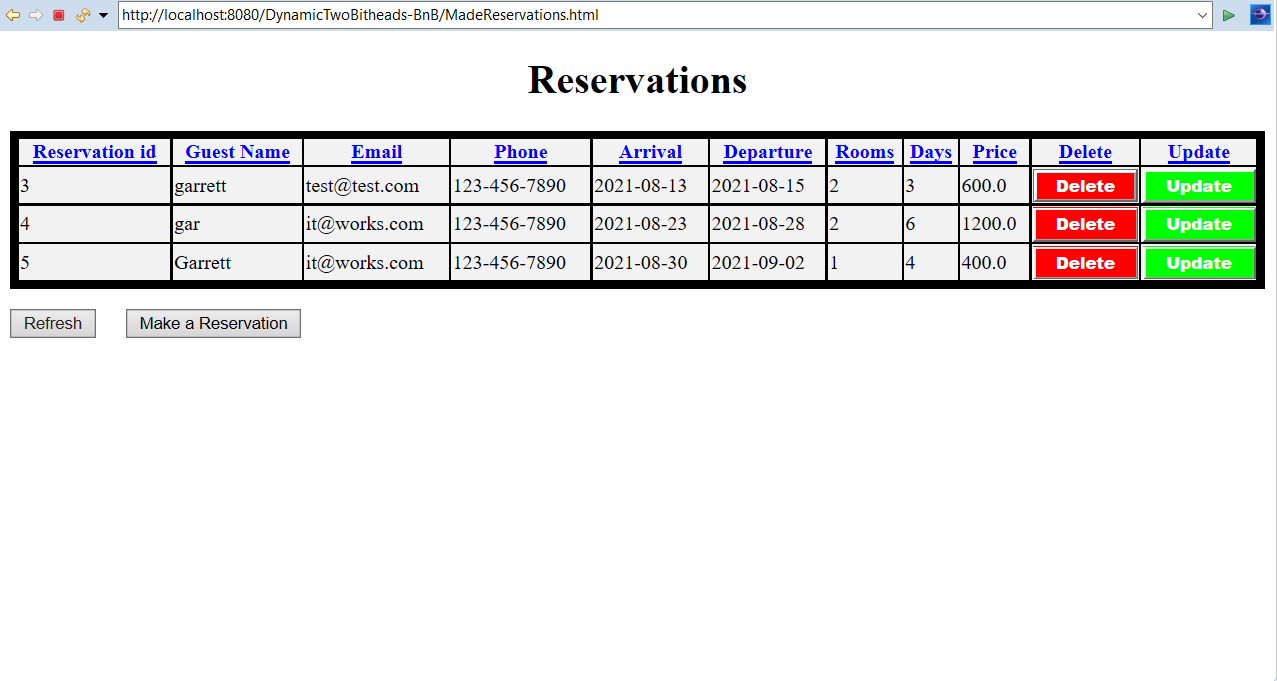 http://localhost:8080/DynamicTwoBitheads-BnB/MadeReservations.html
Reservations
Reservation id Guest Name Email Phone Arrival Departure Rooms Days Price Delete Update
3 garrett test@test.com 123-456-7890 2021-08-13 2021-08-15 2 3 600.0 Delete Update
4 gar it@works.com 123-456-7890 2021-08-23 2021-08-28 2 6 1200.0 Delete Update
5 Garrett it@works.com 123-456-7890 2021-08-30 2021-09-02 1 4 400.0 Delete Update
Refresh Make a Reservation